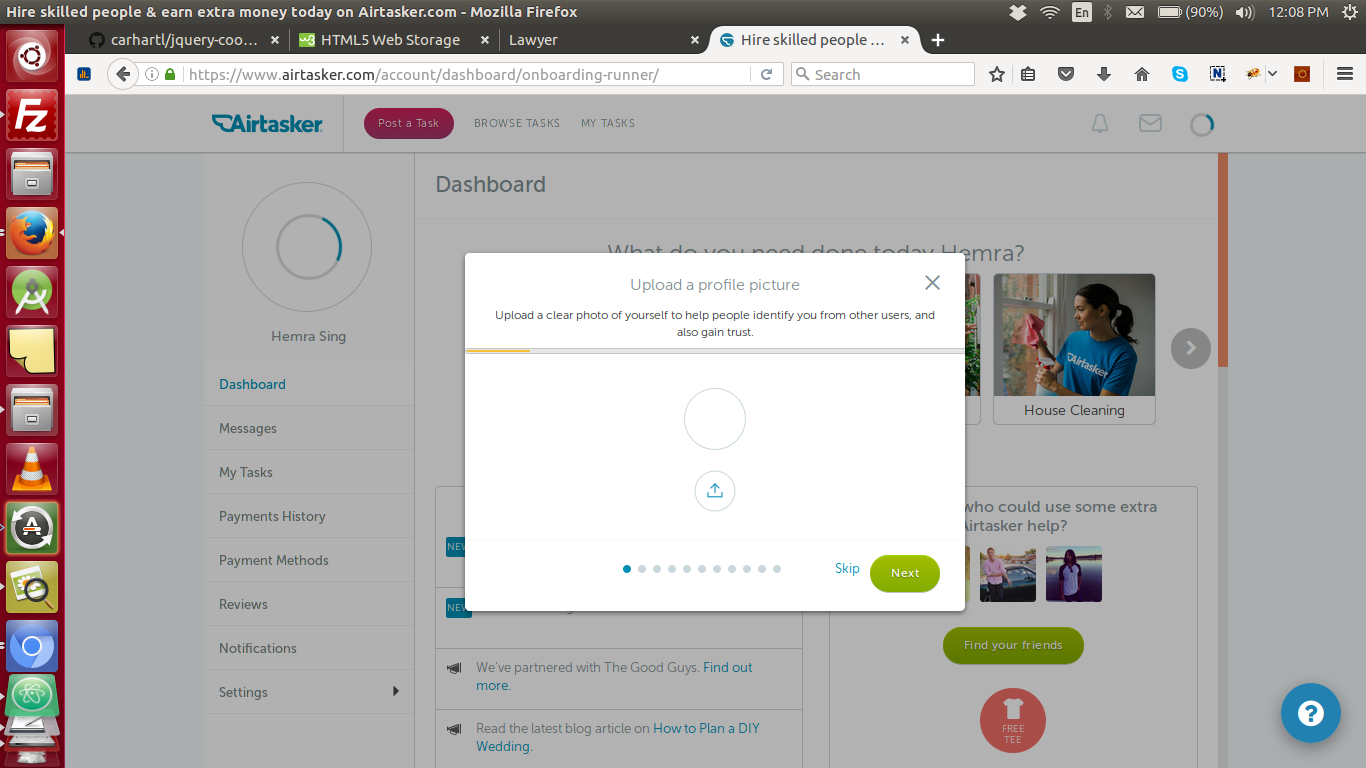 Hire skilled people & earn extra money today on Airtasker.com - Mozilla Firefox
En
(90%)
12:08 PM
carhartl/jquery-coo...
HTML5 Web Storage
Lawyer
Hire skilled people ...
https://www.airtasker.com/account/dashboard/onboarding-runner/
Search
Airtasker
Post a Task
BROWSE TASKS
MY TASKS
Hemra Sing
Dashboard
Messages
My Tasks
Payments History
Payment Methods
Reviews
Notifications
Settings
Dashboard
What do you need done today Hemra?
Airtasker
House Cleaning
Upload a profile picture
Upload a clear photo of yourself to help people identify you from other users, and
also gain trust.
Skip
Next
NEW
NEW
We've partnered with The Good Guys. Find out
more.
Read the latest blog article on How to Plan a DIY
Wedding.
who could use some extra
Airtasker help?
Find your friends
FREE
TEE